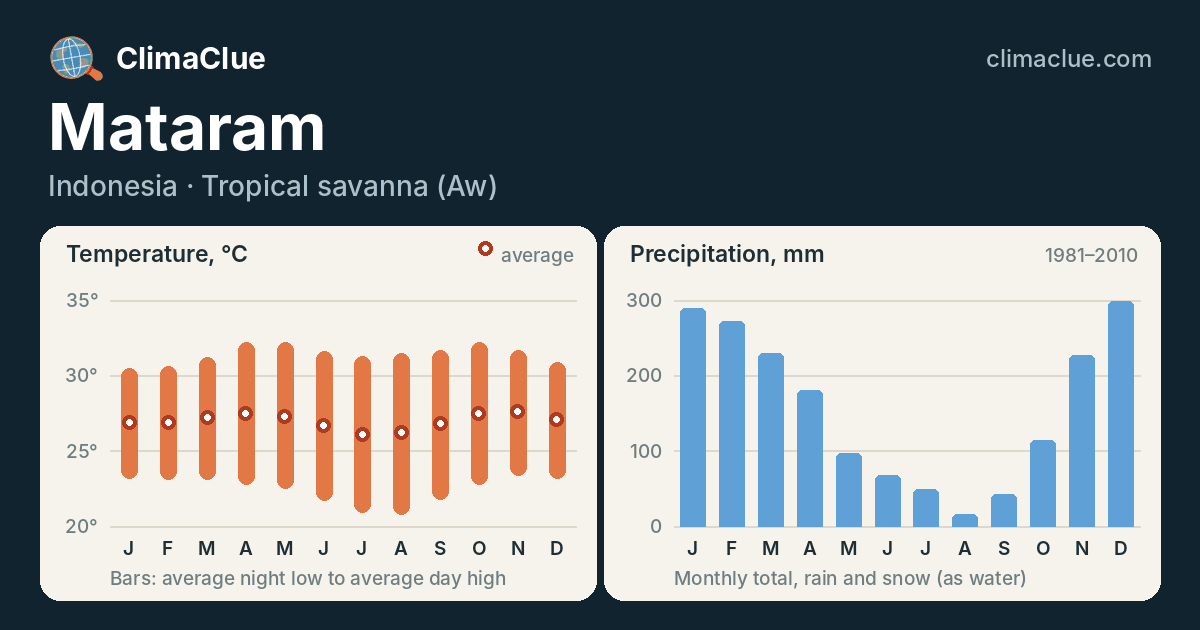 ClimaClue
climaclue.com
Mataram
Indonesia · Tropical savanna (Aw)
Temperature, °C
average
35°
30°
25°
20°
J F M A M J J A S O N D
Bars: average night low to average day high
Precipitation, mm
1981–2010
300
200
100
0
J F M A M J J A S O N D
Monthly total, rain and snow (as water)